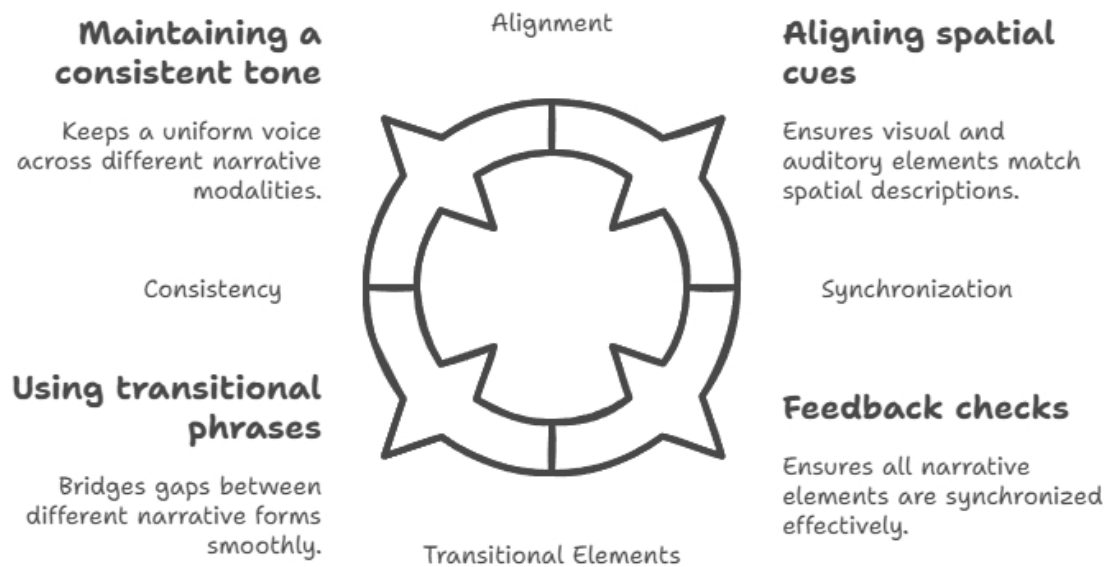 Alignment
Maintaining a
consistent tone
Keeps a uniform voice
across different narrative
modalities.
Aligning spatial
cues
Ensures visual and
auditory elements match
spatial descriptions.
Consistency
Synchronization
Using transitional
phrases
Bridges gaps between
different narrative forms
smoothly.
Feedback checks
Ensures all narrative
elements are synchronized
effectively.
Transitional Elements